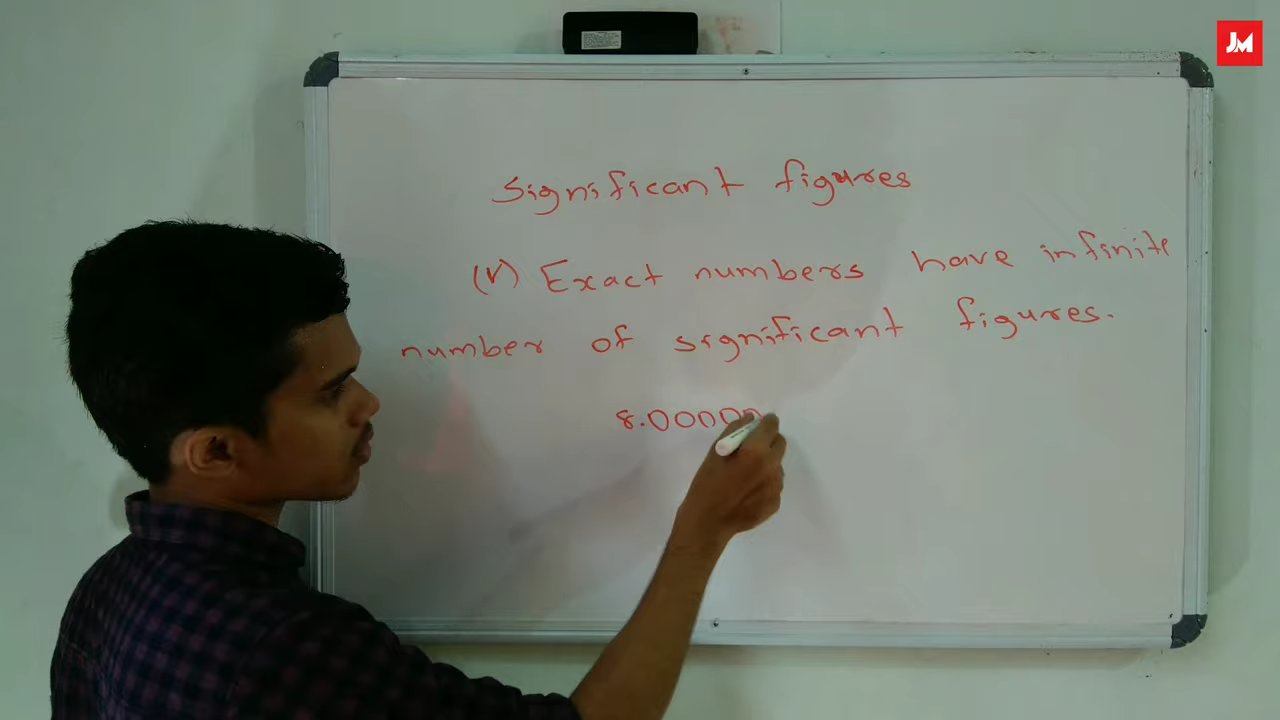 JM
Significant figures
(V) Exact numbers have infinite
number of significant figures.
8.00000